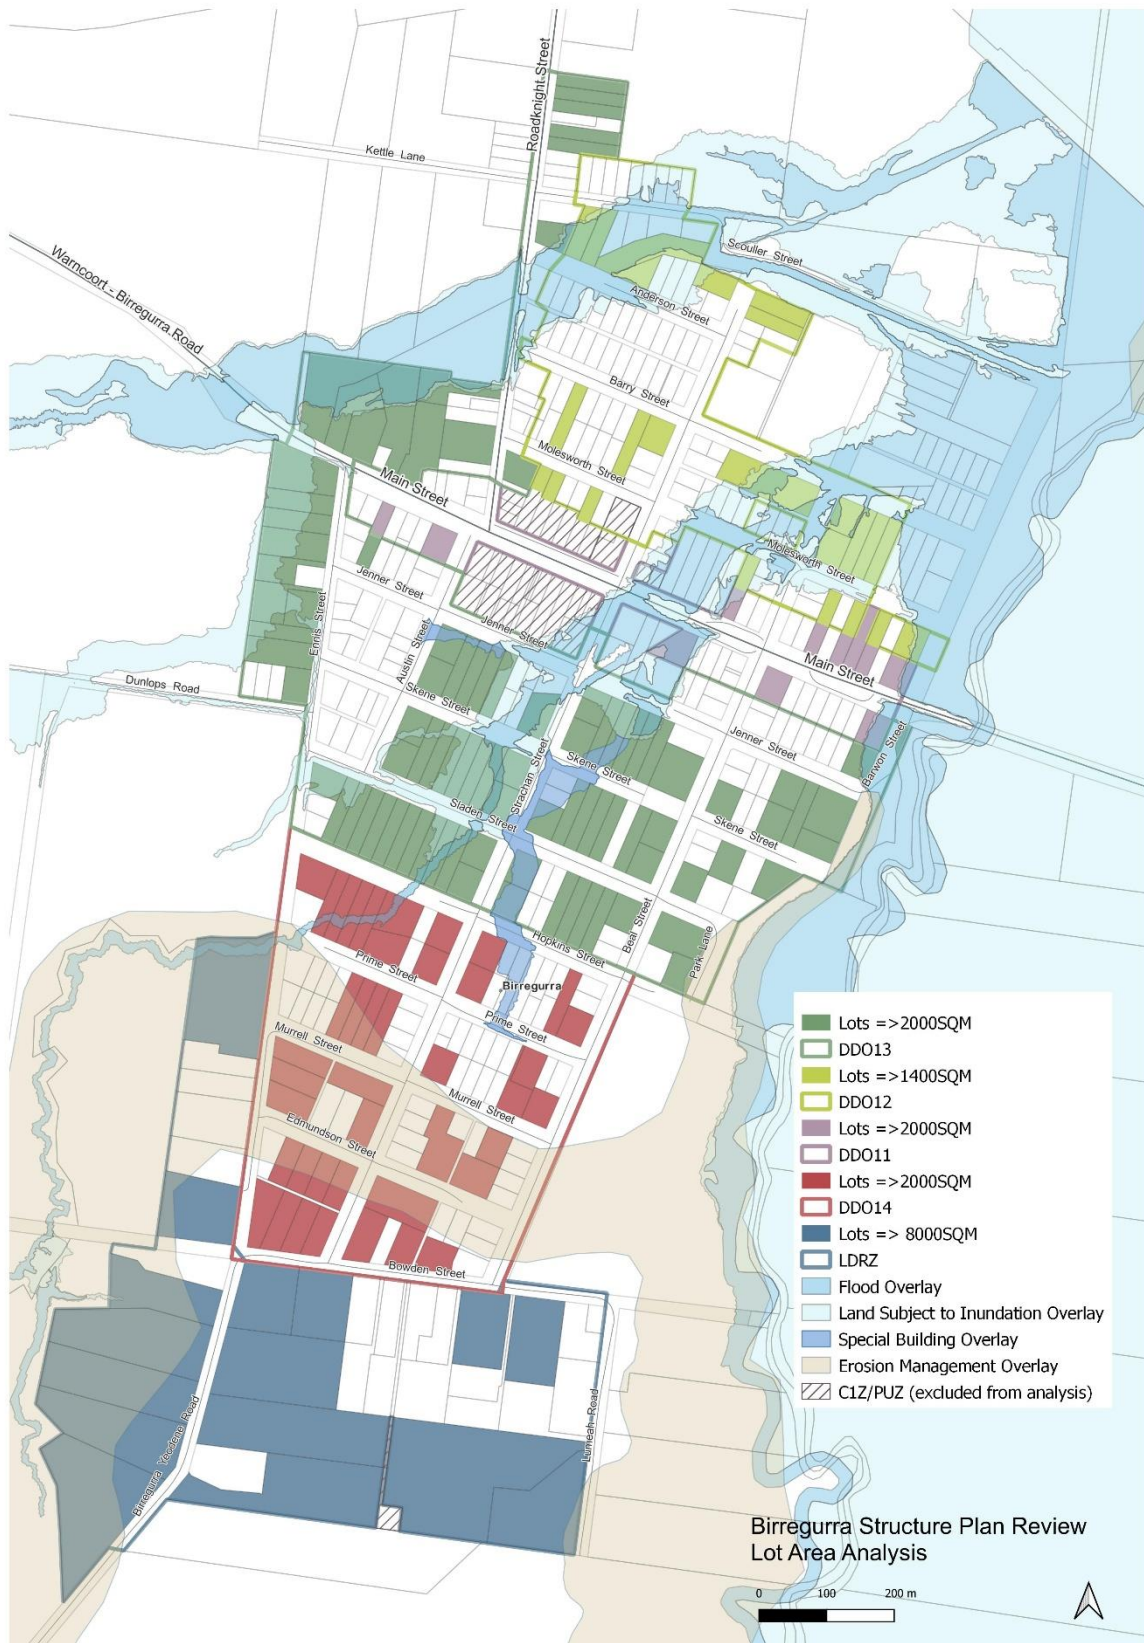 Roadknight Street
Kettle Lane
Warncoort - Birregurra Road
Scouller Street
Anderson Street
Barry Street
Molesworth Street
Main Street
Molesworth Street
Jenner Street
Jenner Street
Ennis Street
Austin Street
Main Street
Dunlops Road
Skene Street
Jenner Street
Barwon Street
Strachan Street
Skene Street
Sladen Street
Skene Street
Beal Street
Park Lane
Hopkins Street
Prime Street
Birregurra
Prime Street
Murrell Street
Murrell Street
Edmundson Street
Bowden Street
Birregurra Yeodene Road
Lumeah Road
Lots =>2000SQM
DDO13
Lots =>1400SQM
DDO12
Lots =>2000SQM
DDO11
Lots =>2000SQM
DDO14
Lots => 8000SQM
LDRZ
Flood Overlay
Land Subject to Inundation Overlay
Special Building Overlay
Erosion Management Overlay
C1Z/PUZ (excluded from analysis)
Birregurra Structure Plan Review
Lot Area Analysis
0 100 200 m